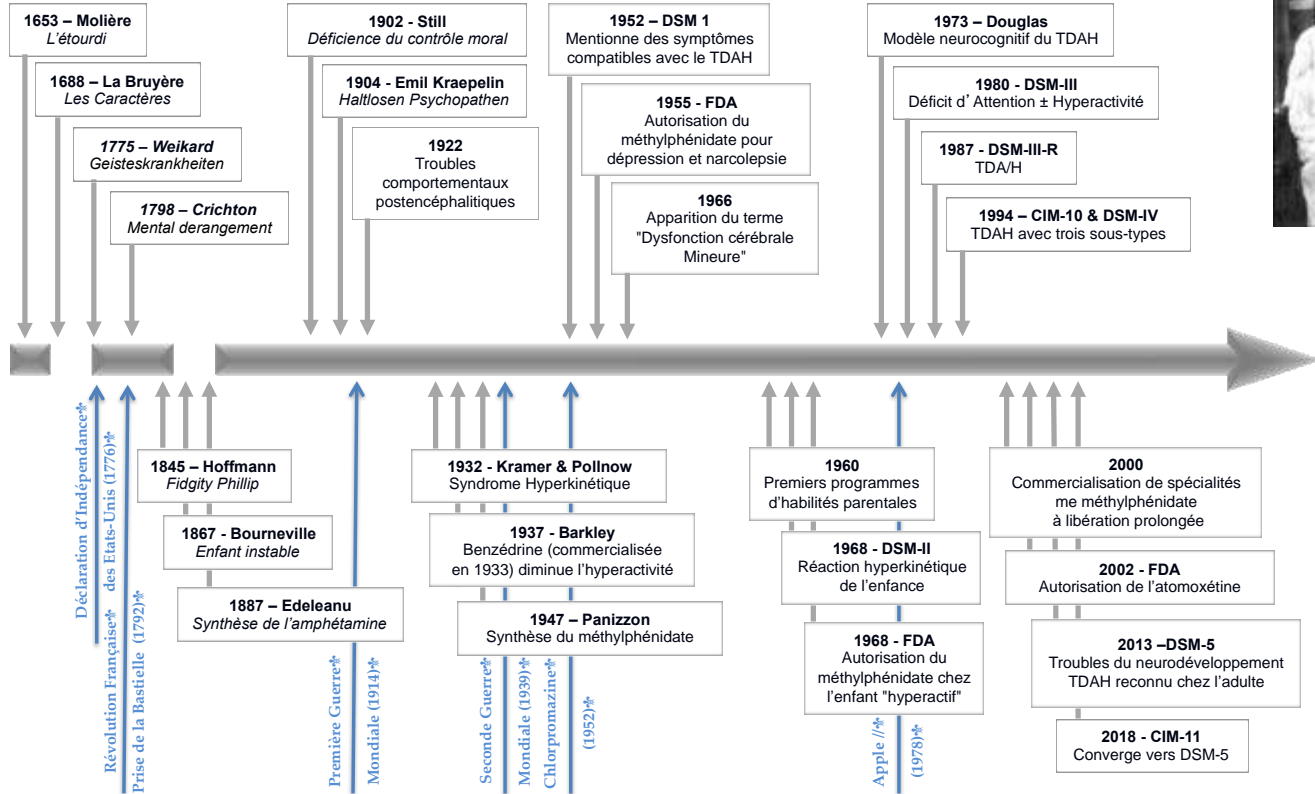 1653 – Molière
L'étourdi
1688 – La Bruyère
Les Caractères
1775 – Weikard
Geisteskrankheiten
1798 – Crichton
Mental derangement
1902 - Still
Déficience du contrôle moral
1904 - Emil Kraepelin
Haltlosen Psychopathen
1922
Troubles
comportementaux
postencéphalitiques
1952 – DSM 1
Mentionne des symptômes
compatibles avec le TDAH
1955 - FDA
Autorisation du
méthylphénidate pour
dépression et narcolepsie
1966
Apparition du terme
"Dysfonction cérébrale
Mineure"
1973 – Douglas
Modèle neurocognitif du TDAH
1980 - DSM-III
Déficit d' Attention ± Hyperactivité
1987 - DSM-III-R
TDA/H
1994 – CIM-10 & DSM-IV
TDAH avec trois sous-types
Déclaration d'Indépendance
des Etats-Unis (1776)
Révolution Française
Prise de la Bastielle (1792)
1845 – Hoffmann
Fidgity Phillip
1867 - Bourneville
Enfant instable
1887 – Edeleanu
Synthèse de l'amphétamine
Première Guerre
Mondiale (1914)
1932 - Kramer & Pollnow
Syndrome Hyperkinétique
1937 - Barkley
Benzédrine (commercialisée
en 1933) diminue l'hyperactivité
1947 – Panizzon
Synthèse du méthylphénidate
Seconde Guerre
Mondiale (1939)
Chlorpromazine
(1952)
1960
Premiers programmes
d'habilités parentales
1968 - DSM-II
Réaction hyperkinétique
de l'enfance
1968 - FDA
Autorisation du
méthylphénidate chez
l'enfant "hyperactif"
Apple //
(1978)
2000
Commercialisation de spécialités
me méthylphénidate
à libération prolongée
2002 - FDA
Autorisation de l'atomoxétine
2013 –DSM-5
Troubles du neurodéveloppement
TDAH reconnu chez l'adulte
2018 - CIM-11
Converge vers DSM-5